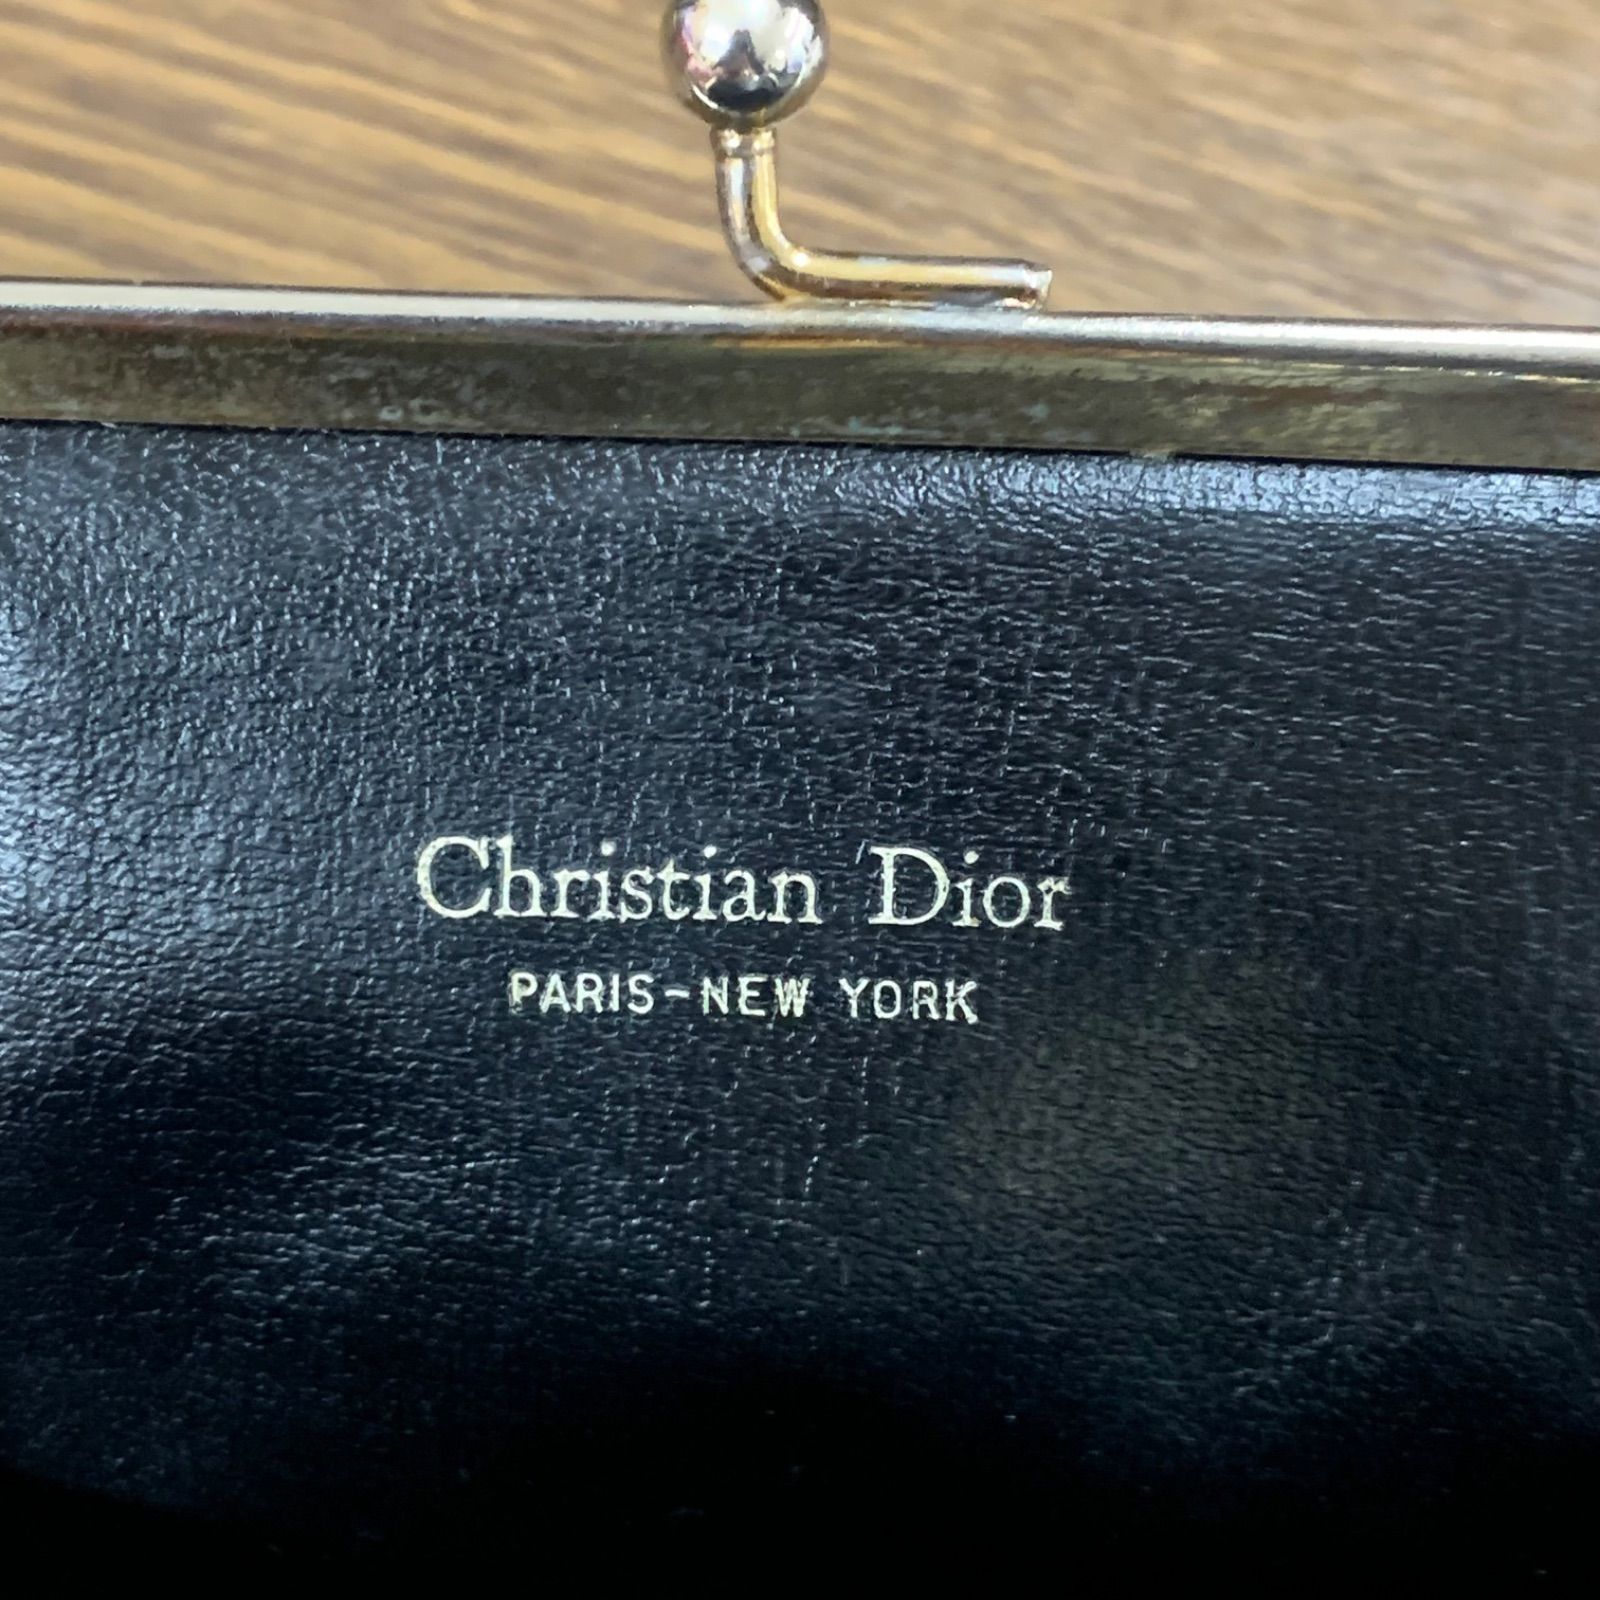 Christian Dior
PARIS-NEW YORK